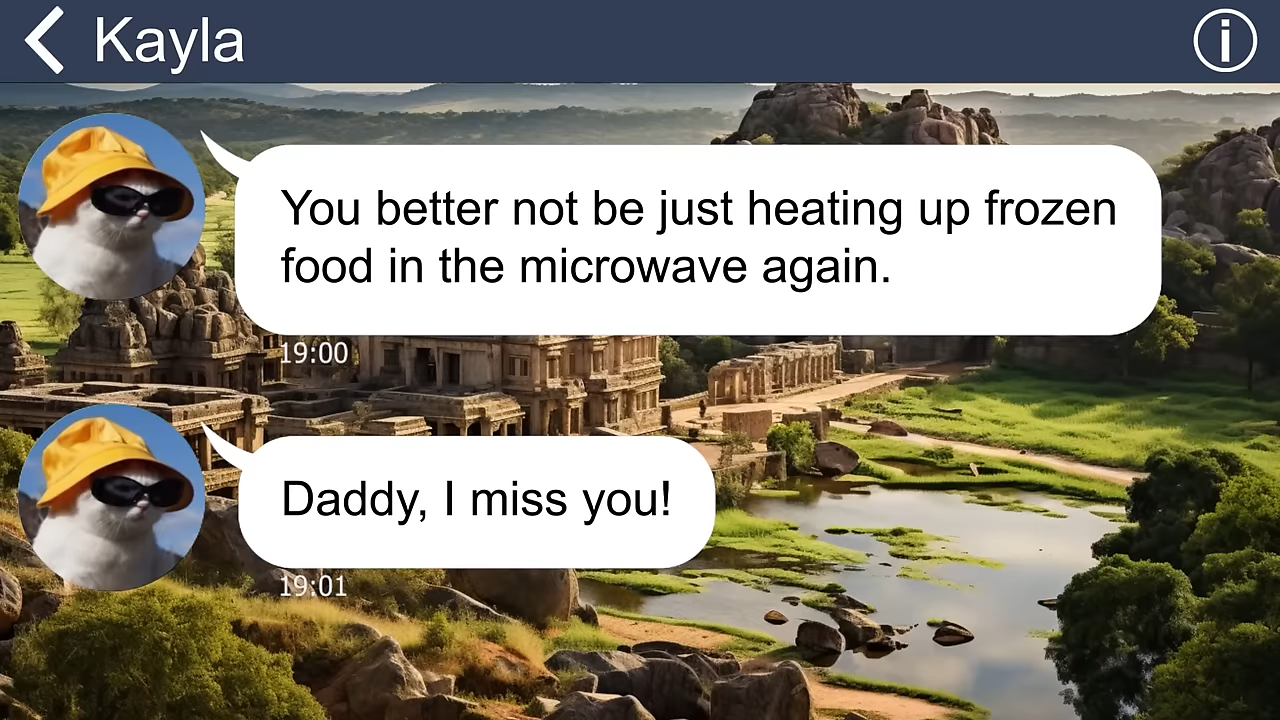 Kayla
You better not be just heating up frozen
food in the microwave again.
19:00
Daddy, I miss you!
19:01